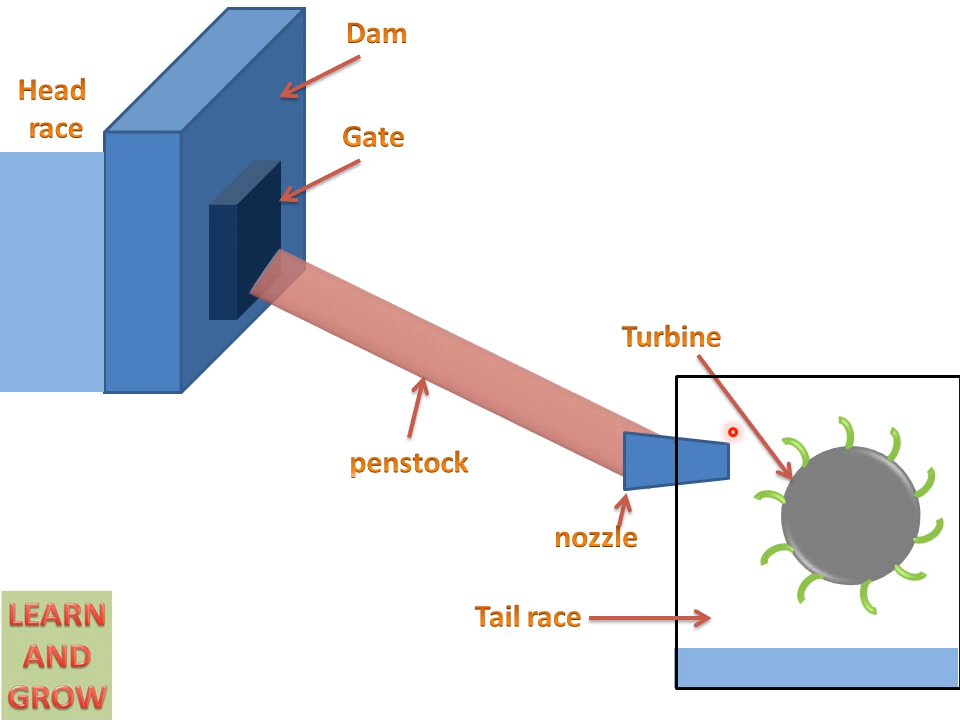 Dam
Head
race
Gate
Turbine
penstock
nozzle
Tail race
LEARN
AND
GROW